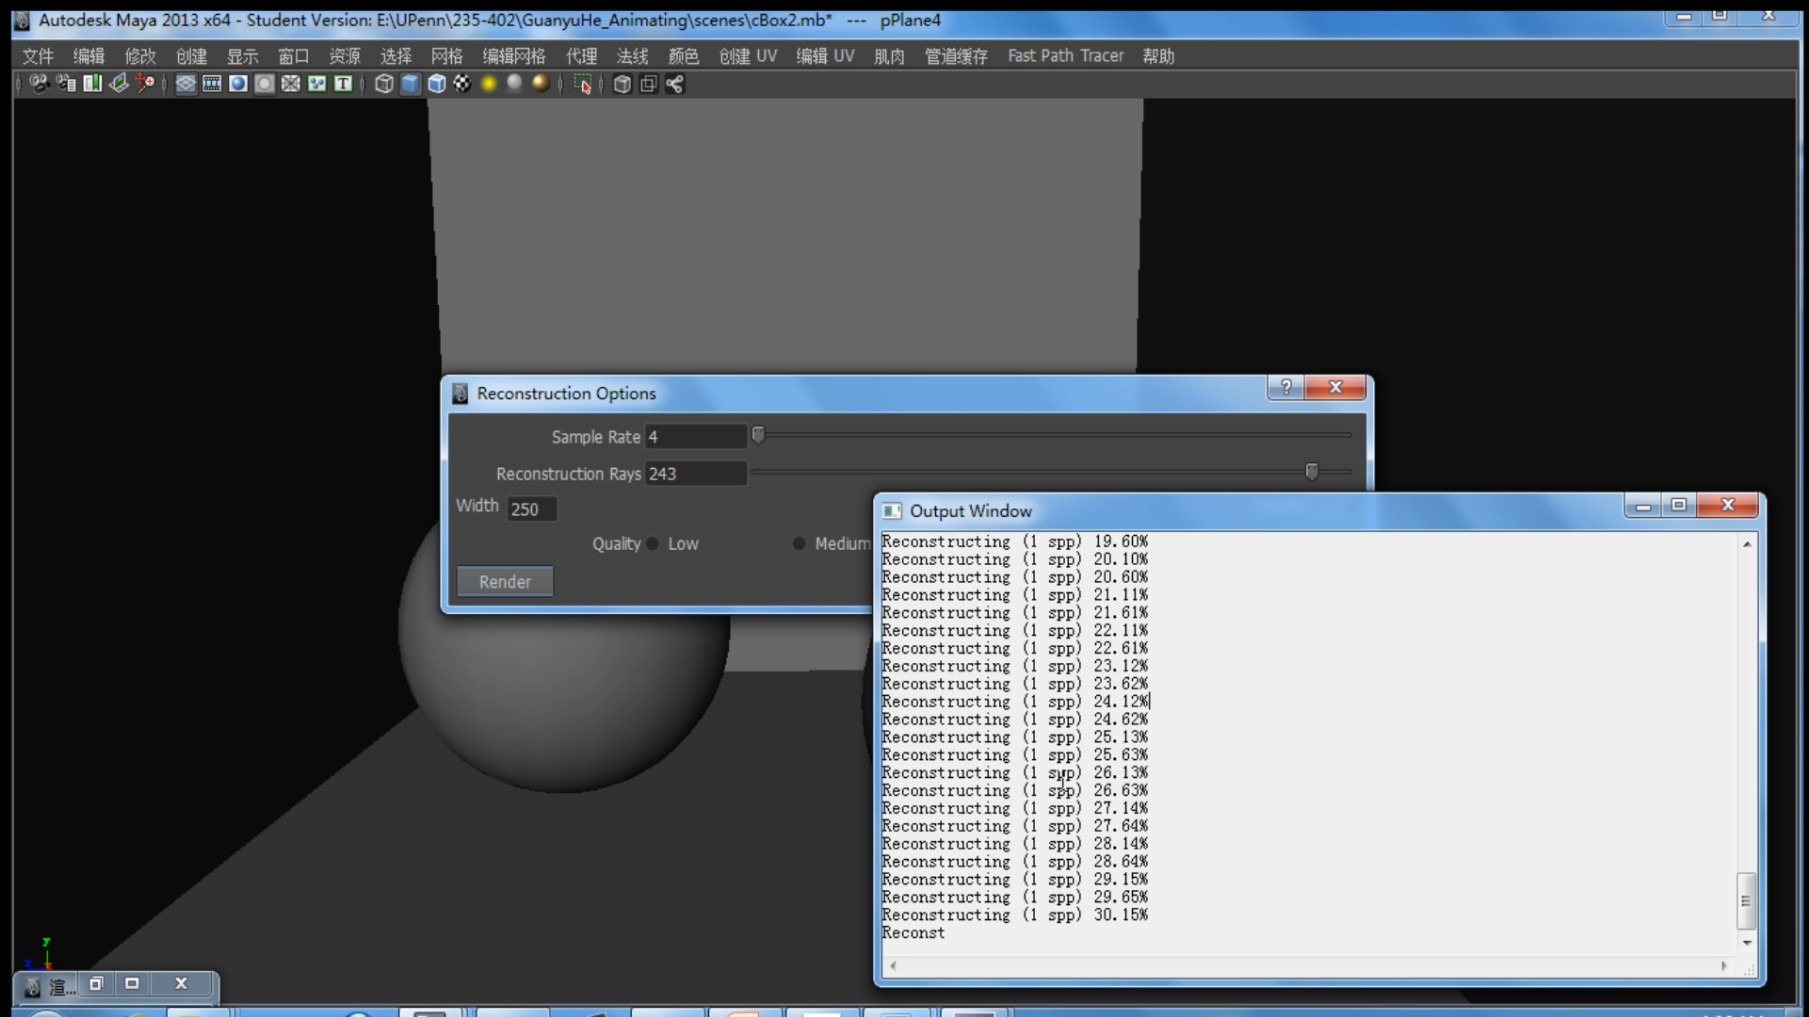 Autodesk Maya 2013 x64 - Student Version: E:\UPenn\235-402\GuanyuHe_Animating\scenes\cBox2.mb* --- pPlane4
文件 编辑 修改 创建 显示 窗口 资源 选择 网格 编辑网格 代理 法线 颜色 创建 UV 编辑 UV 肌肉 管道缓存 Fast Path Tracer 帮助
T
Reconstruction Options
?
Sample Rate 4
Reconstruction Rays 243
Width 250
Quality Low Medium
Render
Output Window
Reconstructing (1 spp) 19.60%
Reconstructing (1 spp) 20.10%
Reconstructing (1 spp) 20.60%
Reconstructing (1 spp) 21.11%
Reconstructing (1 spp) 21.61%
Reconstructing (1 spp) 22.11%
Reconstructing (1 spp) 22.61%
Reconstructing (1 spp) 23.12%
Reconstructing (1 spp) 23.62%
Reconstructing (1 spp) 24.12%
Reconstructing (1 spp) 24.62%
Reconstructing (1 spp) 25.13%
Reconstructing (1 spp) 25.63%
Reconstructing (1 spp) 26.13%
Reconstructing (1 spp) 26.63%
Reconstructing (1 spp) 27.14%
Reconstructing (1 spp) 27.64%
Reconstructing (1 spp) 28.14%
Reconstructing (1 spp) 28.64%
Reconstructing (1 spp) 29.15%
Reconstructing (1 spp) 29.65%
Reconstructing (1 spp) 30.15%
Reconst
y
z
渲...